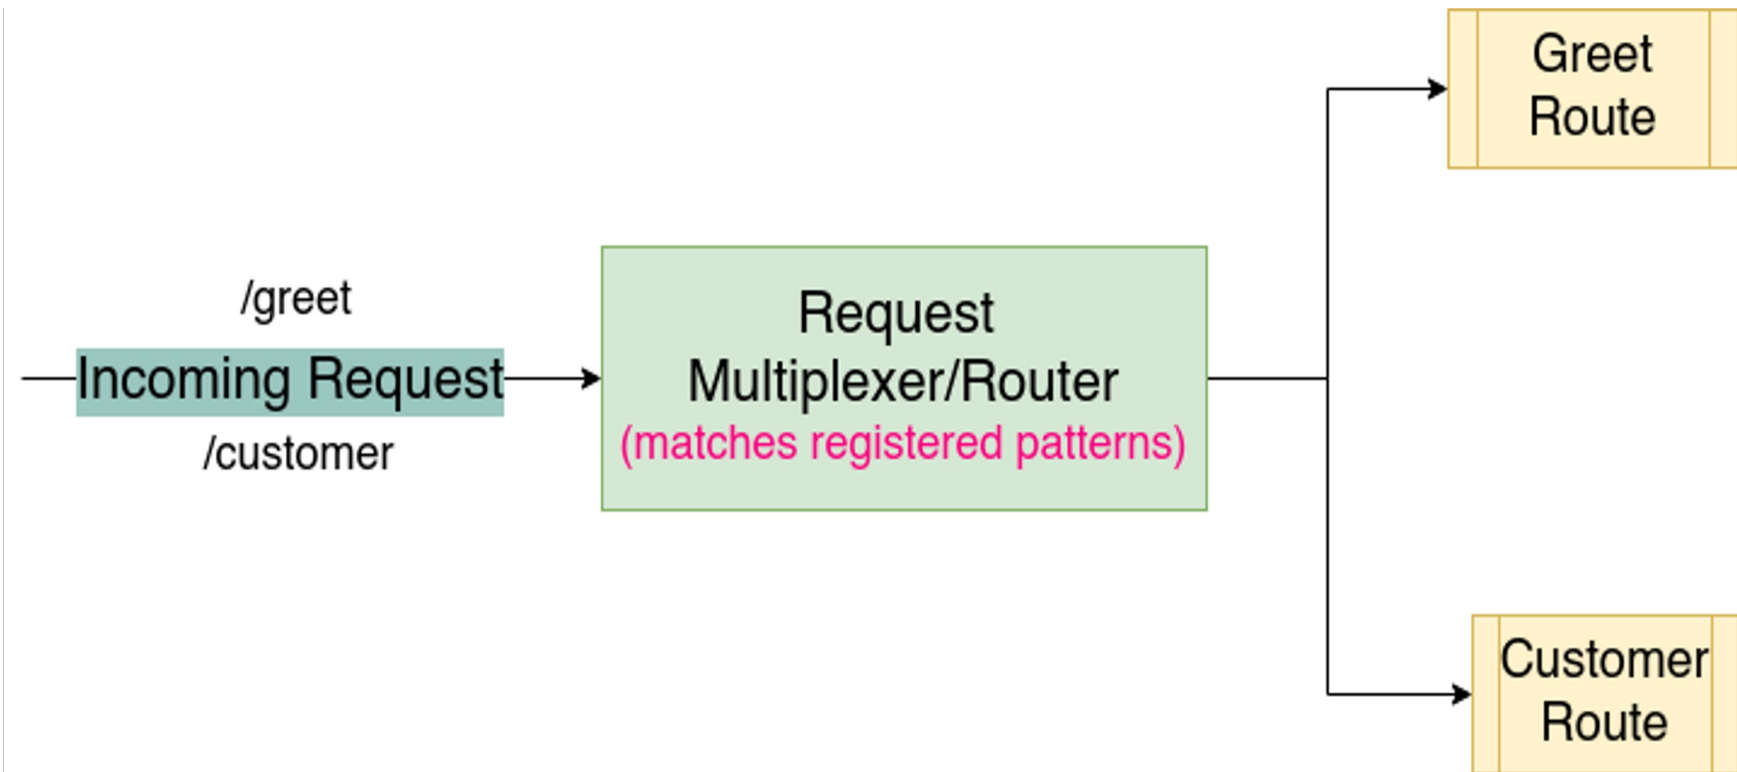 /greet
Incoming Request
/customer
Request
Multiplexer/Router
(matches registered patterns)
Greet
Route
Customer
Route